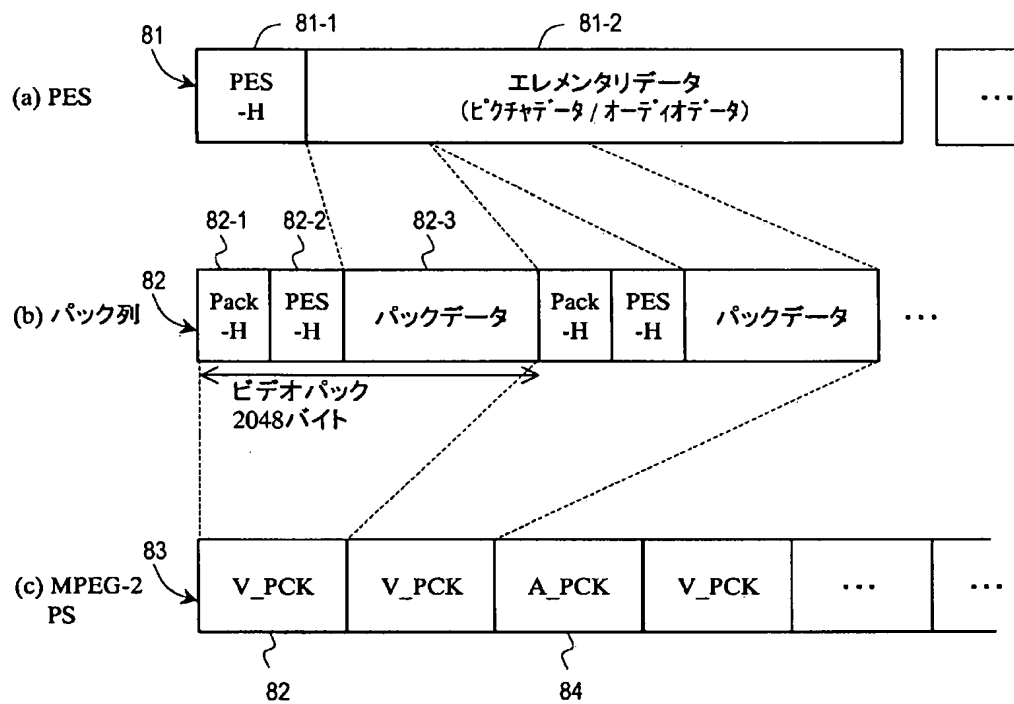 81-1
81-2
81
(a) PES
PES
-H
エレメンタリデータ
(ピクチャデータ / オーディオデータ)
...
82-1
82-2
82-3
82
(b) パック列
Pack
-H
PES
-H
パックデータ
Pack
-H
PES
-H
パックデータ
...
ビデオパック
2048バイト
83
(c) MPEG-2
PS
V_PCK
V_PCK
A_PCK
V_PCK
...
...
82
84